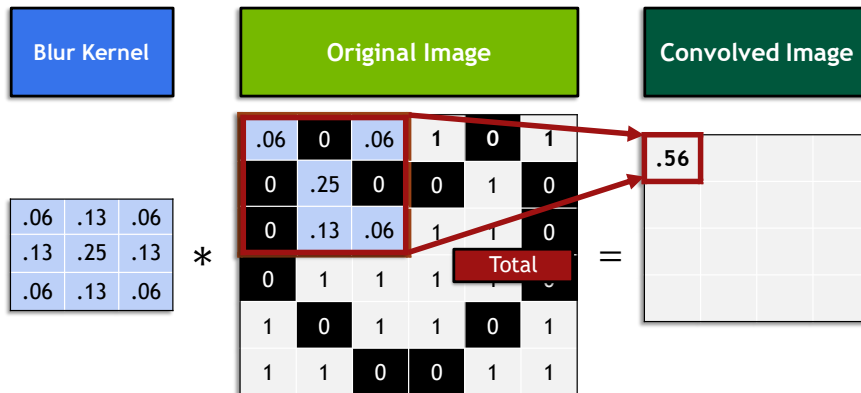 Blur Kernel
Original Image
Convolved Image
.06 .13 .06
.13 .25 .13
.06 .13 .06
*
.06 0 .06 1 0 1
0 .25 0 0 1 0
0 .13 .06 1 1 0
Total
0 1 1 1
1 0 1 1 0 1
1 1 0 0 1 1
=
.56